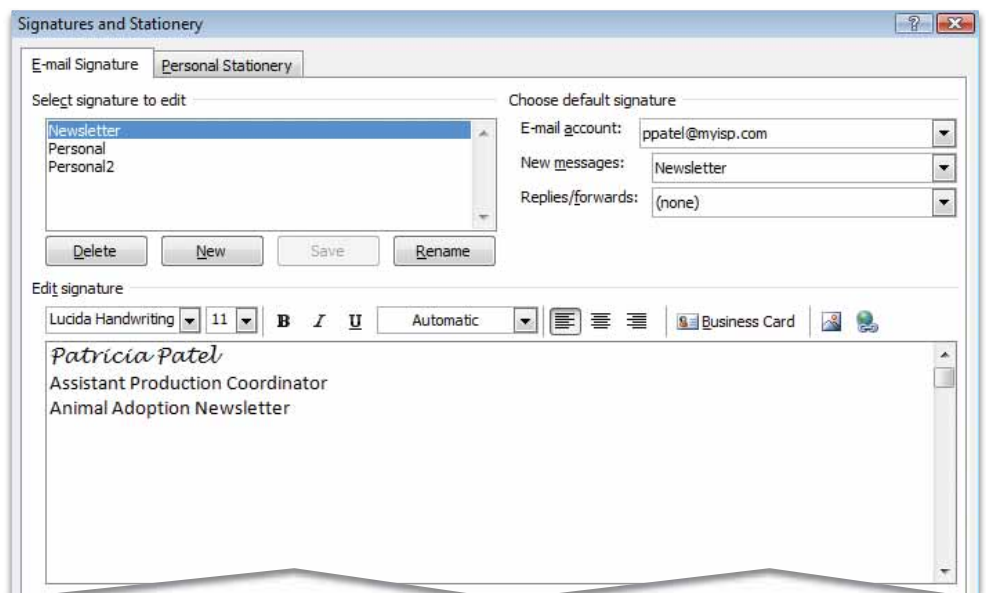 Signatures and Stationery
E-mail Signature Personal Stationery
Select signature to edit Choose default signature
Newsletter
Personal
Personal2
E-mail account: ppatel@myisp.com
New messages: Newsletter
Replies/forwards: (none)
Delete New Save Rename
Edit signature
Lucida Handwriting 11 B I U Automatic Business Card
Patricia Patel
Assistant Production Coordinator
Animal Adoption Newsletter